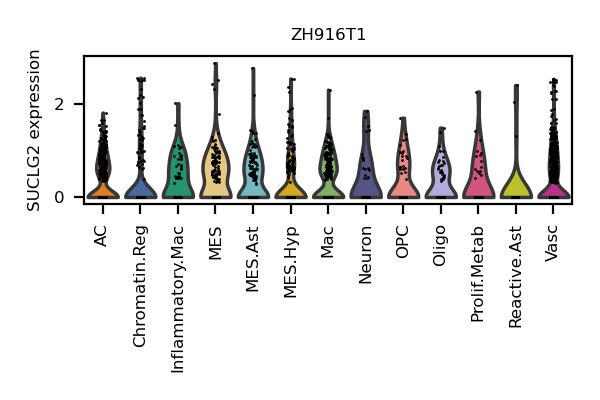 ZH916T1
SUCLG2 expression
2
0
AC
Chromatin.Reg
Inflammatory.Mac
MES
MES.Ast
MES.Hyp
Mac
Neuron
OPC
Oligo
Prolif.Metab
Reactive.Ast
Vasc